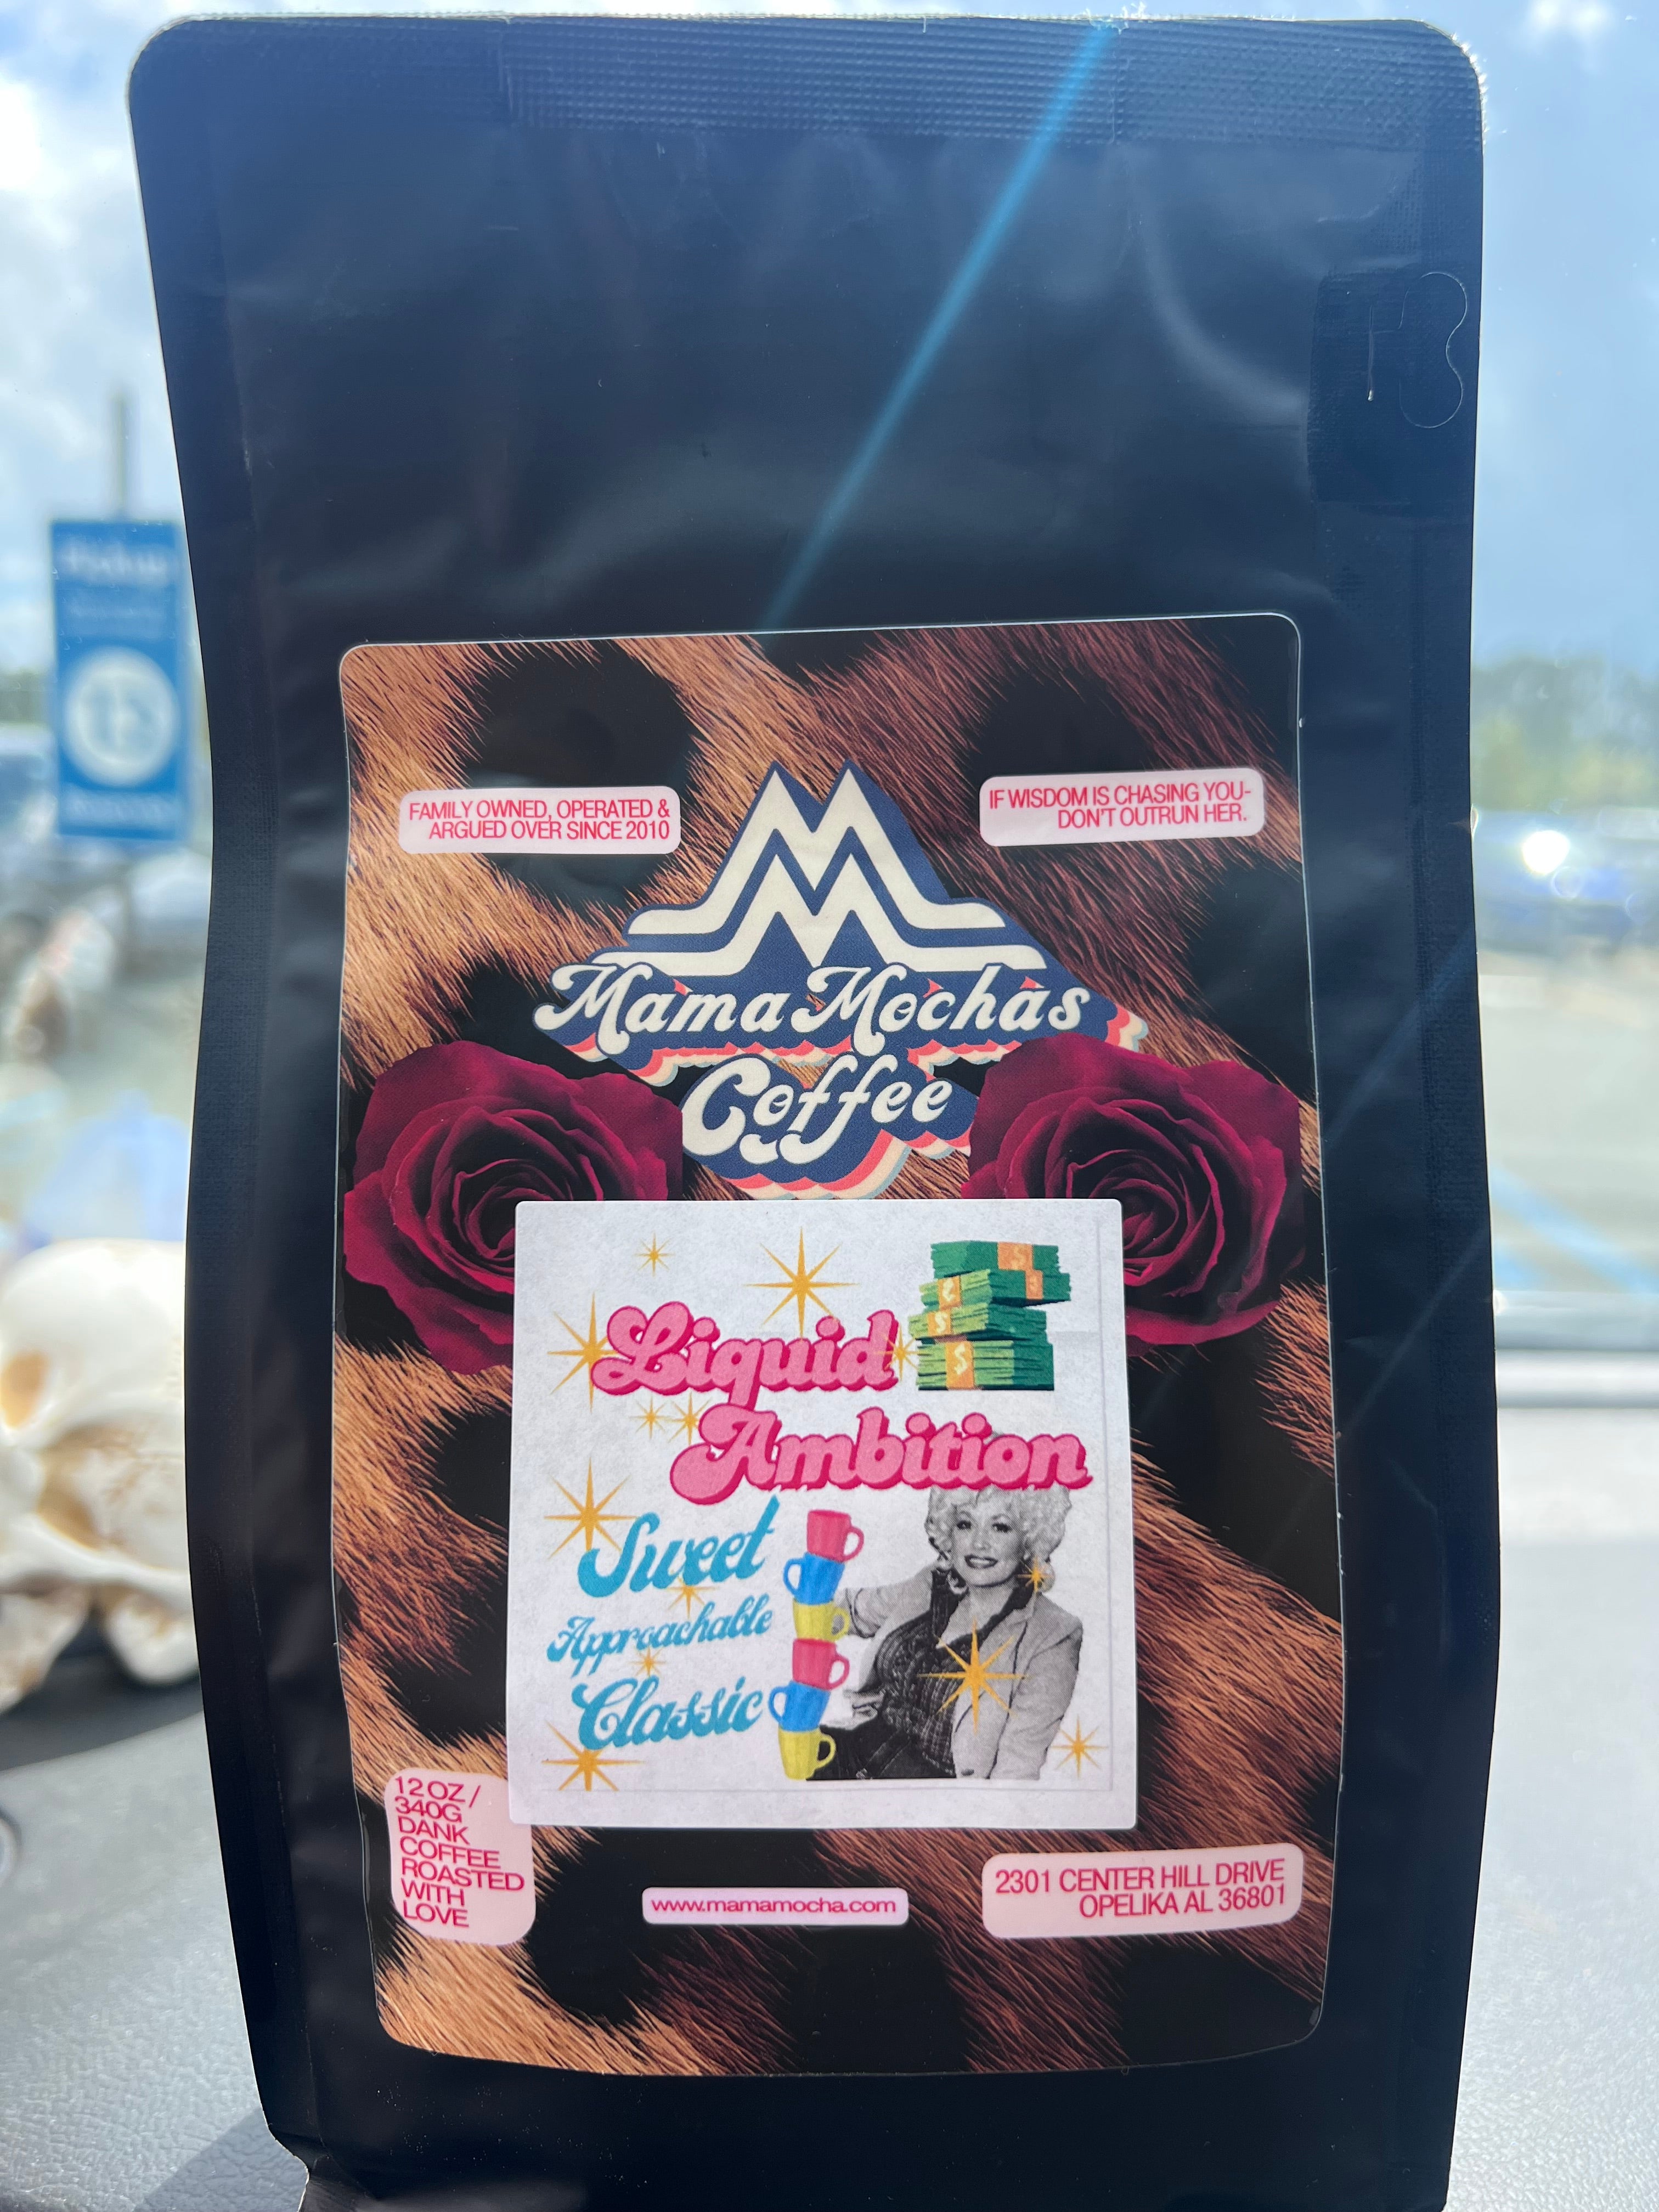 Pickup
FAMILY OWNED, OPERATED &
ARGUED OVER SINCE 2010
IF WISDOM IS CHASING YOU-
DON'T OUTRUN HER.
Mama Mochas
Coffee
Liquid
Ambition
Sweet
Approachable
Classic
12 OZ /
340G
DANK
COFFEE
ROASTED
WITH
LOVE
www.mamamocha.com
2301 CENTER HILL DRIVE
OPELIKA AL 36801